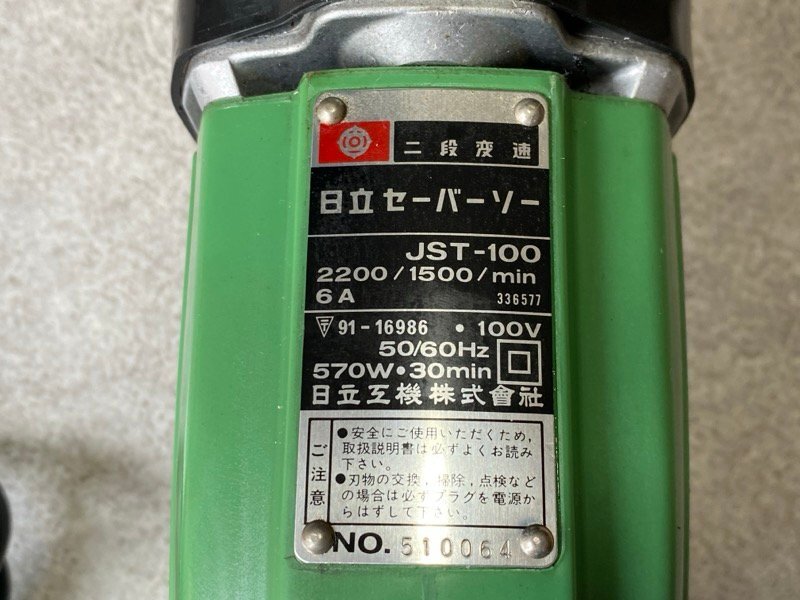 二段変速
日立セーバーソー
JST-100
2200/1500/min
6A 336577
〒 91-16986 • 100V
50/60Hz
570W•30min
日立工機株式會社
ご注意
●安全にご使用いただくため,
取扱説明書は必ずよくお読み
下さい。
●刃物の交換,掃除,点検など
の場合は必ずプラグを電源か
らはずして下さい。
NO. 510064